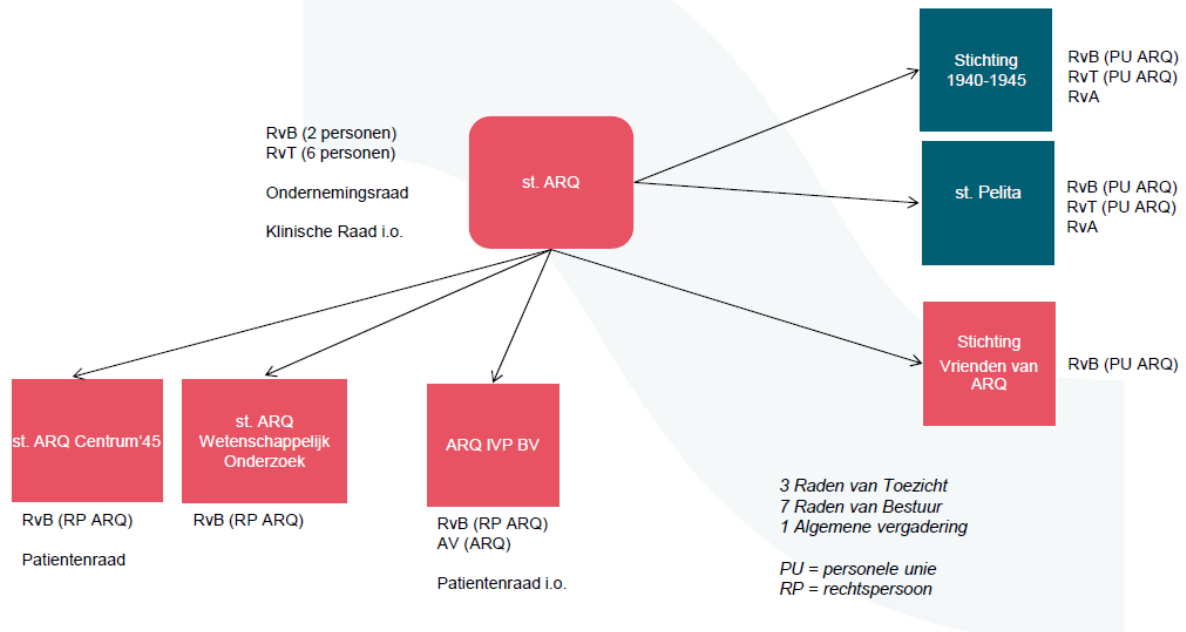 Stichting
1940-1945
RvB (PU ARQ)
RvT (PU ARQ)
RvA
RvB (2 personen)
RvT (6 personen)
Ondernemingsraad
Klinische Raad i.o.
st. ARQ
st. Pelita
RvB (PU ARQ)
RvT (PU ARQ)
RvA
Stichting
Vrienden van
ARQ
RvB (PU ARQ)
st. ARQ Centrum'45
RvB (RP ARQ)
Patientenraad
st. ARQ
Wetenschappelijk
Onderzoek
RvB (RP ARQ)
ARQ IVP BV
RvB (RP ARQ)
AV (ARQ)
Patientenraad i.o.
3 Raden van Toezicht
7 Raden van Bestuur
1 Algemene vergadering
PU = personele unie
RP = rechtspersoon